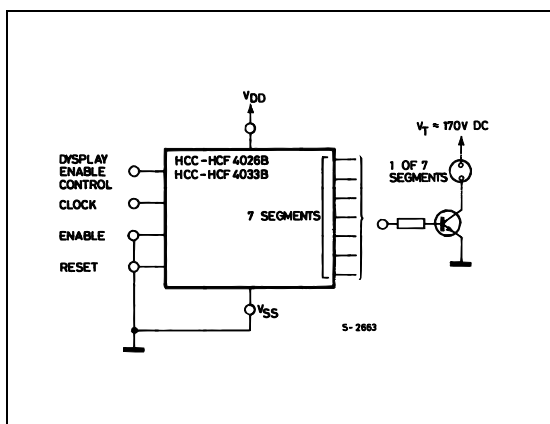 VDD
VT = 170V DC
DYSPLAY
ENABLE
CONTROL
HCC-HCF 4026B
HCC-HCF 4033B
1 OF 7
SEGMENTS
CLOCK
7 SEGMENTS
ENABLE
RESET
VSS
S-2663